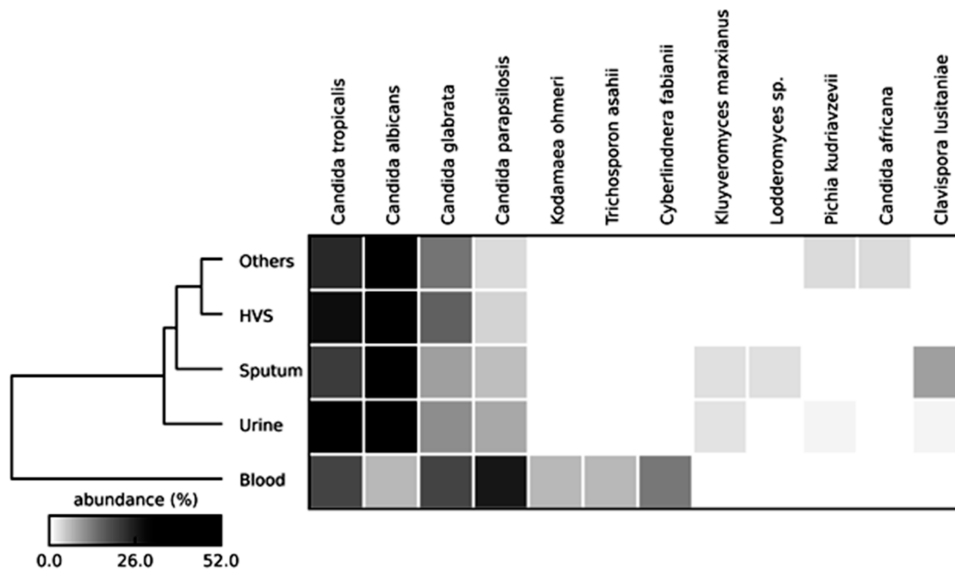 Candida tropicalis
Candida albicans
Candida glabrata
Candida parapsilosis
Kodamaea ohmeri
Trichosporon asahii
Cyberlindnera fabianii
Kluyveromyces marxianus
Lodderomyces sp.
Pichia kudriavzevii
Candida africana
Clavispora lusitaniae
Others
HVS
Sputum
Urine
Blood
abundance (%)
0.0 26.0 52.0